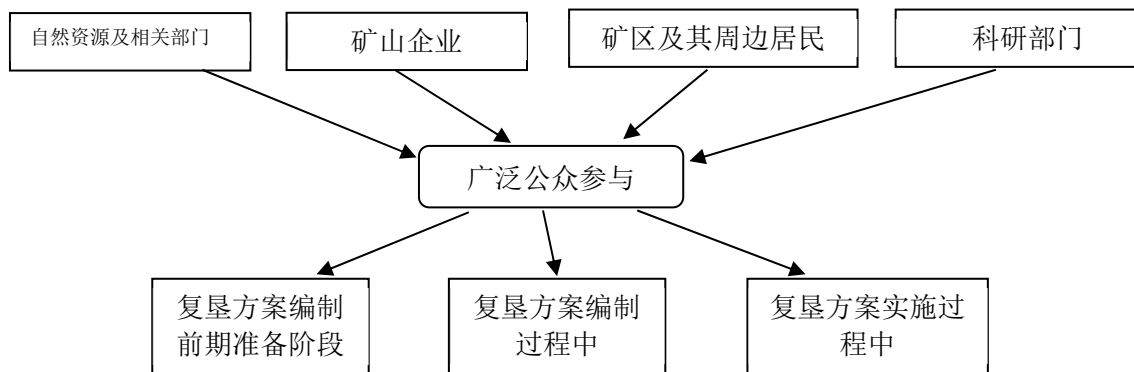 自然资源及相关部门
矿山企业
矿区及其周边居民
科研部门
广泛公众参与
复垦方案编制
前期准备阶段
复垦方案编制
过程中
复垦方案实施过
程中